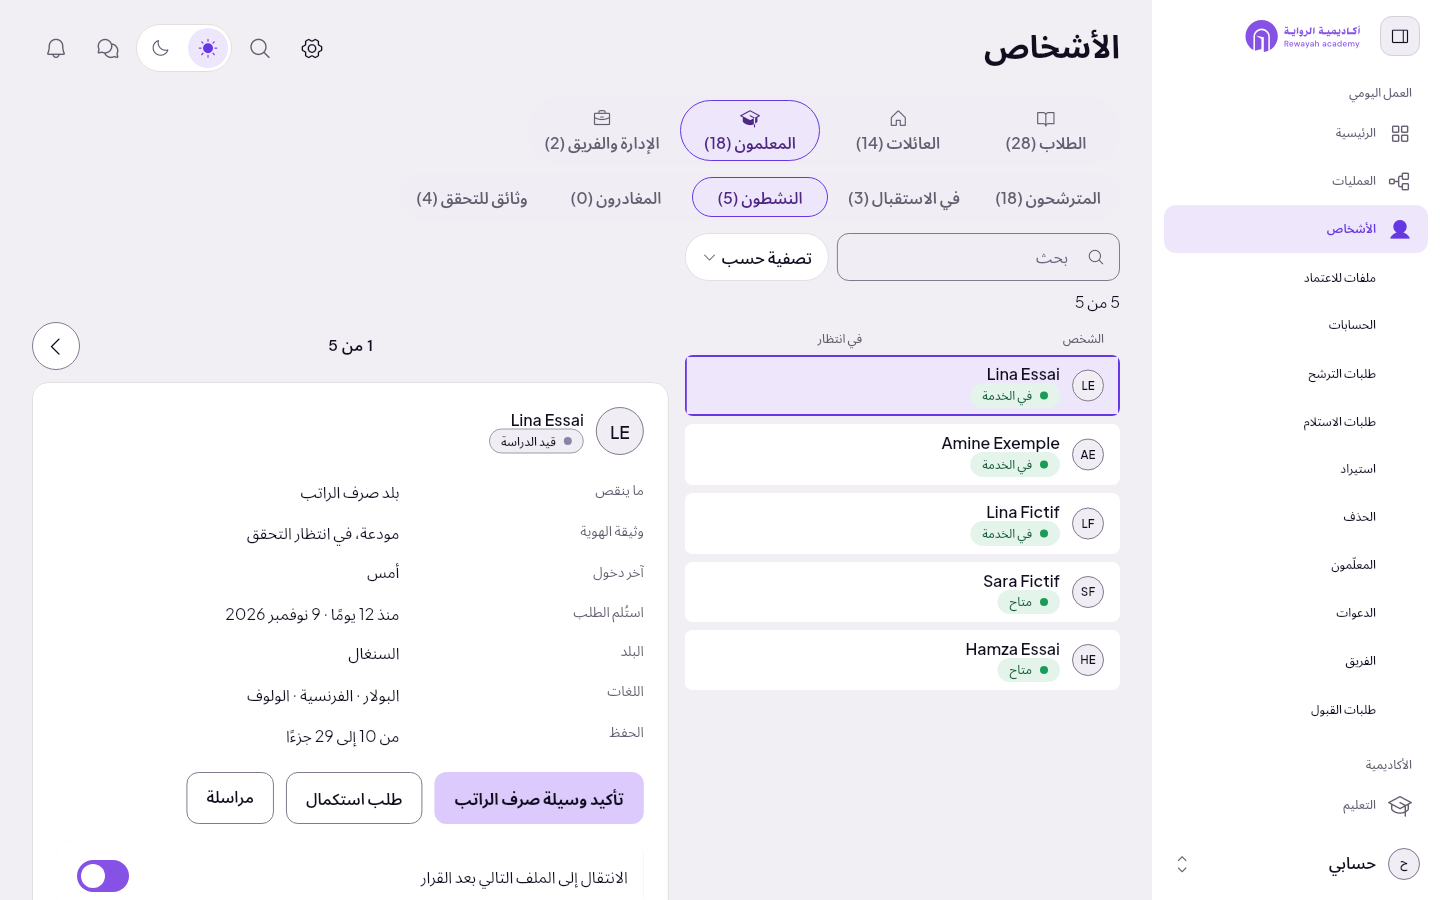 أكاديمية الرواية
Rewayah academy
العمل اليومي
الرئيسية
العمليات
الأشخاص
ملفات للاعتماد
الحسابات
طلبات الترشح
طلبات الاستلام
استيراد
الحذف
المعلّمون
الدعوات
الفريق
طلبات القبول
الأكاديمية
التعليم
ح
حسابي
الأشخاص
الطلاب (28)
العائلات (14)
المعلمون (18)
الإدارة والفريق (2)
المترشحون (18)
في الاستقبال (3)
النشطون (5)
المغادرون (0)
وثائق للتحقق (4)
بحث
تصفية حسب
5 من 5
الشخص
في انتظار
LE
Lina Essai
في الخدمة
AE
Amine Exemple
في الخدمة
LF
Lina Fictif
في الخدمة
SF
Sara Fictif
متاح
HE
Hamza Essai
متاح
1 من 5
LE
Lina Essai
قيد الدراسة
ما ينقص
بلد صرف الراتب
وثيقة الهوية
مودعة، في انتظار التحقق
آخر دخول
أمس
استُلم الطلب
منذ 12 يومًا · 9 نوفمبر 2026
البلد
السنغال
اللغات
البولار · الفرنسية · الولوف
الحفظ
من 10 إلى 29 جزءًا
تأكيد وسيلة صرف الراتب
طلب استكمال
مراسلة
الانتقال إلى الملف التالي بعد القرار